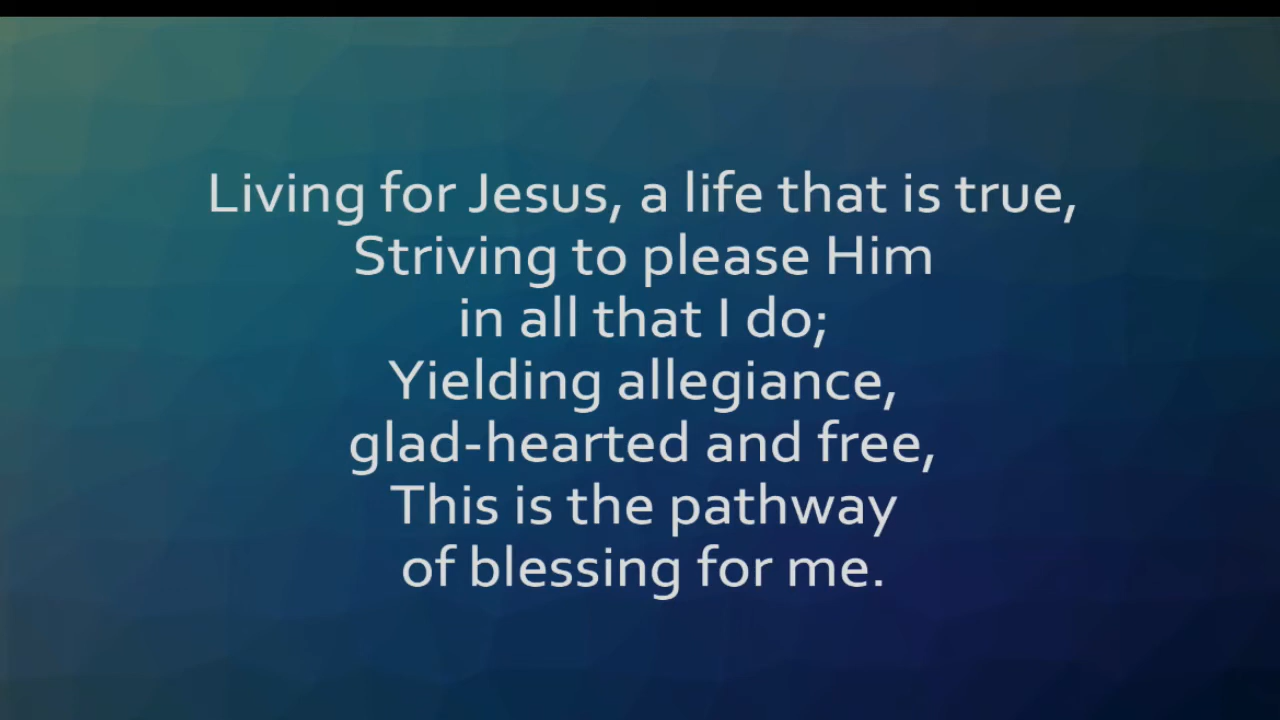 Living for Jesus, a life that is true,
Striving to please Him
in all that I do;
Yielding allegiance,
glad-hearted and free,
This is the pathway
of blessing for me.